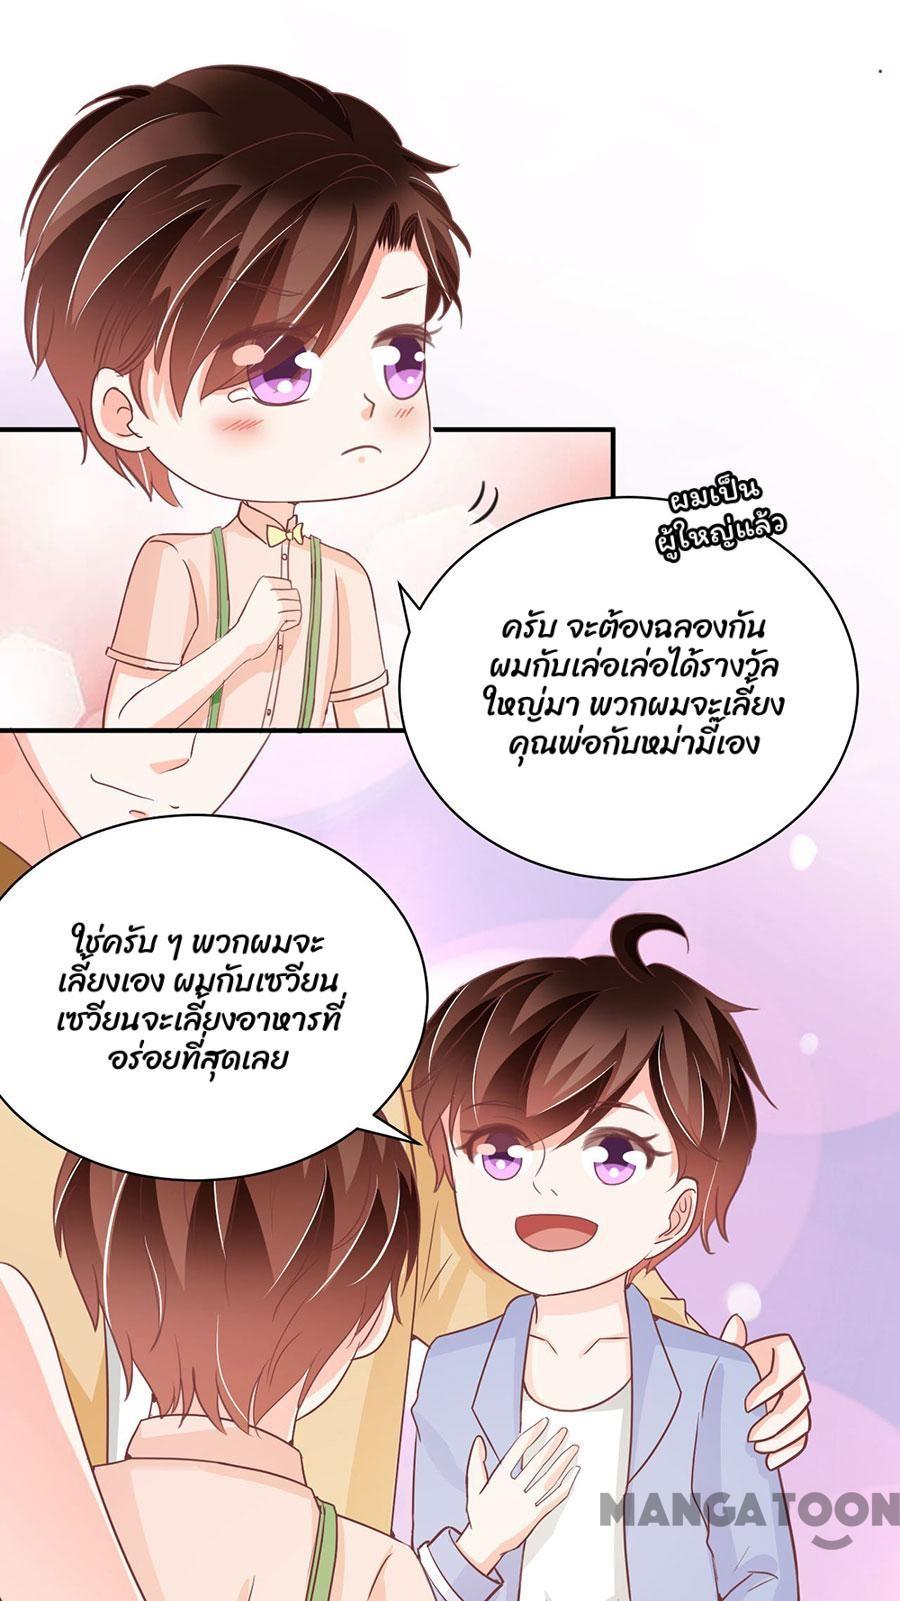 ผมเป็น
ผู้ใหญ่แล้ว
ครับ จะต้องฉลองกัน
ผมกับเล่อเล่อได้รางวัล
ใหญ่มา พวกผมจะเลี้ยง
คุณพ่อกับหม่ามี๊เอง
ใช่ครับ ๆ พวกผมจะ
เลี้ยงเอง ผมกับเซวียน
เซวียนจะเลี้ยงอาหารที่
อร่อยที่สุดเลย
MANGATOON